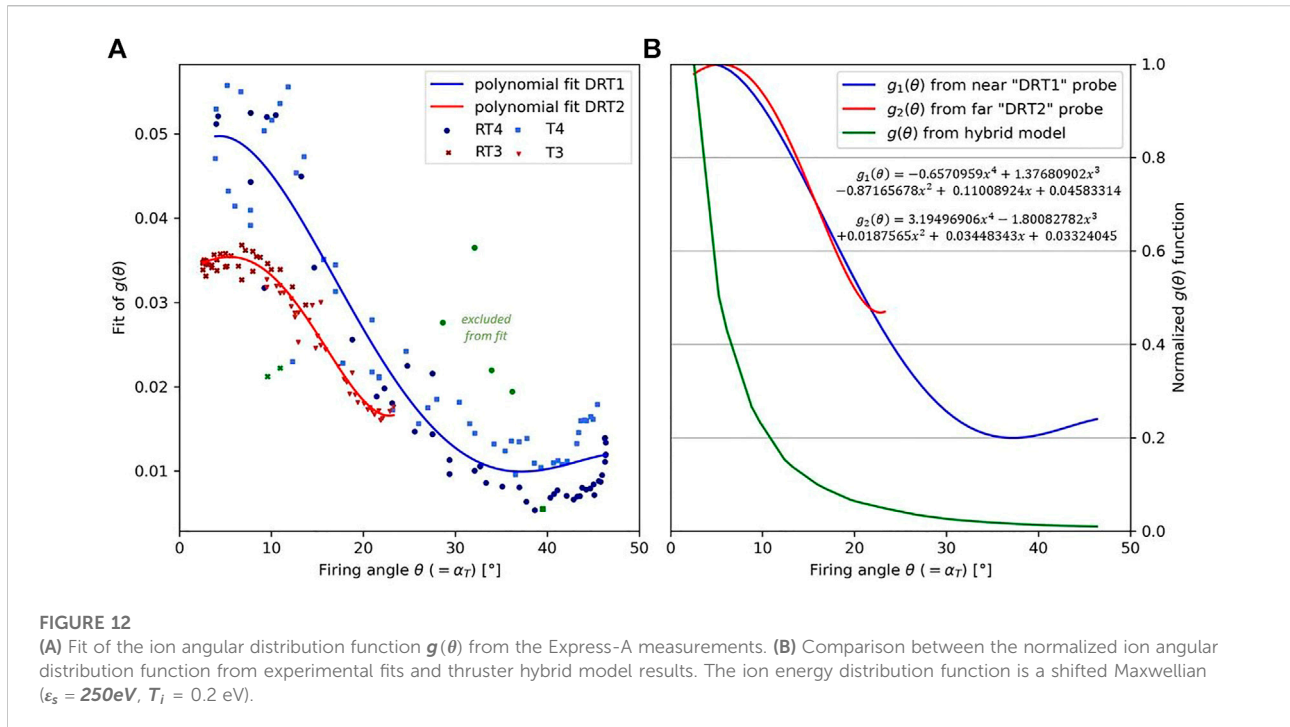 A
polynomial fit DRT1
polynomial fit DRT2
RT4 T4
RT3 T3
excluded
from fit
0.05
0.04
0.03
0.02
0.01
Fit of g(θ)
0 10 20 30 40 50
Firing angle θ ( = α_T) [°]
B
g₁(θ) from near "DRT1" probe
g₂(θ) from far "DRT2" probe
g(θ) from hybrid model
g₁(θ) = −0.6570959x⁴ + 1.37680902x³
−0.87165678x² + 0.11008924x + 0.04583314
g₂(θ) = 3.19496906x⁴ − 1.80082782x³
+0.0187565x² + 0.03448343x + 0.03324045
1.0
0.8
0.6
0.4
0.2
0.0
Normalized g(θ) function
0 10 20 30 40 50
Firing angle θ ( = α_T) [°]
FIGURE 12
(A) Fit of the ion angular distribution function g(θ) from the Express-A measurements. (B) Comparison between the normalized ion angular
distribution function from experimental fits and thruster hybrid model results. The ion energy distribution function is a shifted Maxwellian
(ε_s = 250eV, T_i = 0.2 eV).